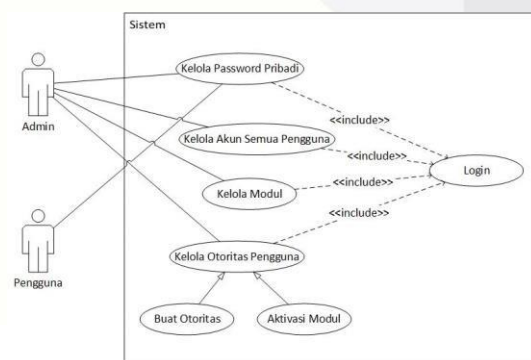 Sistem
Kelola Password Pribadi
Admin
<<include>>
Kelola Akun Semua Pengguna
<<include>>
Login
Kelola Modul
<<include>>
<<include>>
Kelola Otoritas Pengguna
Pengguna
Buat Otoritas
Aktivasi Modul